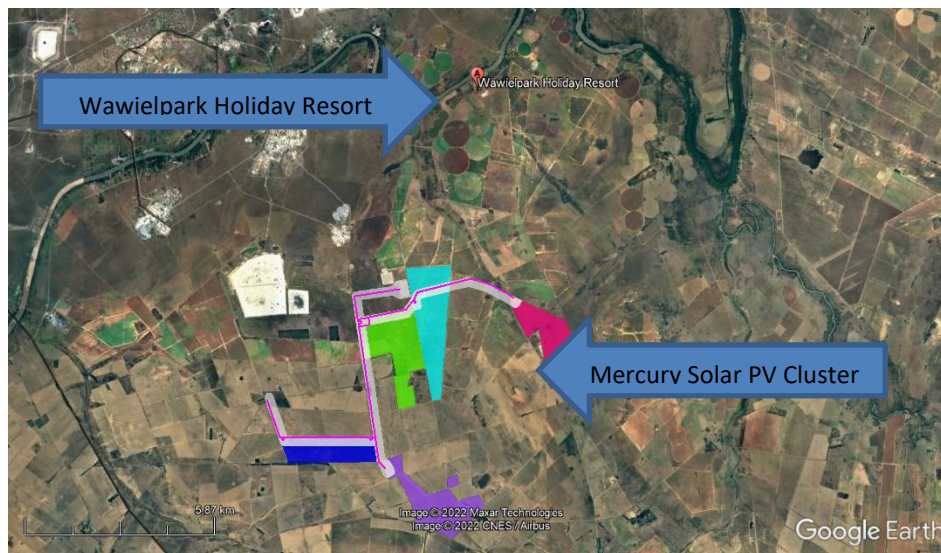 A
Wawielpark Holiday Resort
Wawielpark Holiday Resort
Mercury Solar PV Cluster
5.87 km
Image © 2022 Maxar Technologies
Image © 2022 CNES / Airbus
Google Earth